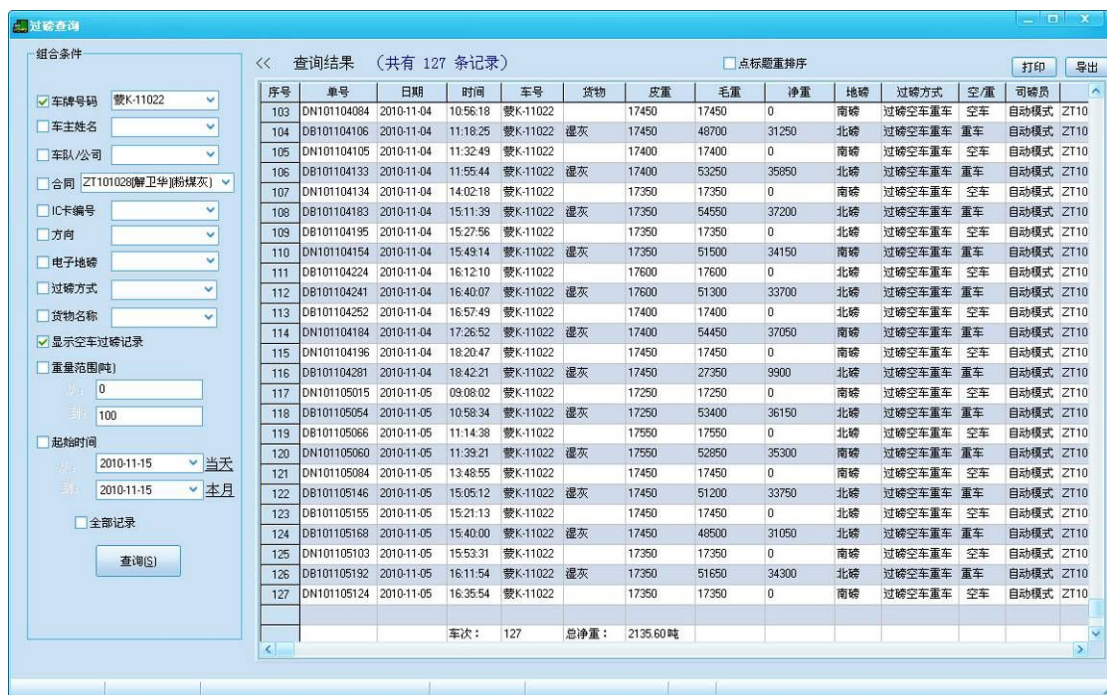 过磅查询
组合条件
<< 查询结果 (共有 127 条记录) 点标题重排序 打印 导出
车牌号码 蒙K-11022
车主姓名
车队/公司
合同 ZT101028[解卫华](粉煤灰)
IC卡编号
方向
电子地磅
过磅方式
货物名称
显示空车过磅记录
重量范围(吨)
从: 0
到: 100
起始时间
从: 2010-11-15 当天
到: 2010-11-15 本月
全部记录
查询(S)
序号 单号 日期 时间 车号 货物 皮重 毛重 净重 地磅 过磅方式 空/重 司磅员
103 DN101104084 2010-11-04 10:56:18 蒙K-11022 17450 17450 0 南磅 过磅空车重车 空车 自动模式 ZT10
104 DB101104106 2010-11-04 11:18:25 蒙K-11022 湿灰 17450 48700 31250 北磅 过磅空车重车 重车 自动模式 ZT10
105 DN101104105 2010-11-04 11:32:49 蒙K-11022 17400 17400 0 南磅 过磅空车重车 空车 自动模式 ZT10
106 DB101104133 2010-11-04 11:55:44 蒙K-11022 湿灰 17400 53250 35850 北磅 过磅空车重车 重车 自动模式 ZT10
107 DN101104134 2010-11-04 14:02:18 蒙K-11022 17350 17350 0 南磅 过磅空车重车 空车 自动模式 ZT10
108 DB101104183 2010-11-04 15:11:39 蒙K-11022 湿灰 17350 54550 37200 北磅 过磅空车重车 重车 自动模式 ZT10
109 DB101104195 2010-11-04 15:27:56 蒙K-11022 17350 17350 0 北磅 过磅空车重车 空车 自动模式 ZT10
110 DN101104154 2010-11-04 15:49:14 蒙K-11022 湿灰 17350 51500 34150 南磅 过磅空车重车 重车 自动模式 ZT10
111 DB101104224 2010-11-04 16:12:10 蒙K-11022 17600 17600 0 北磅 过磅空车重车 空车 自动模式 ZT10
112 DB101104241 2010-11-04 16:40:07 蒙K-11022 湿灰 17600 51300 33700 北磅 过磅空车重车 重车 自动模式 ZT10
113 DB101104252 2010-11-04 16:57:49 蒙K-11022 17400 17400 0 北磅 过磅空车重车 空车 自动模式 ZT10
114 DN101104184 2010-11-04 17:26:52 蒙K-11022 湿灰 17400 54450 37050 南磅 过磅空车重车 重车 自动模式 ZT10
115 DN101104196 2010-11-04 18:20:47 蒙K-11022 17450 17450 0 南磅 过磅空车重车 空车 自动模式 ZT10
116 DB101104281 2010-11-04 18:42:21 蒙K-11022 湿灰 17450 27350 9900 北磅 过磅空车重车 重车 自动模式 ZT10
117 DN101105015 2010-11-05 09:08:02 蒙K-11022 17250 17250 0 南磅 过磅空车重车 空车 自动模式 ZT10
118 DB101105054 2010-11-05 10:58:34 蒙K-11022 湿灰 17250 53400 36150 北磅 过磅空车重车 重车 自动模式 ZT10
119 DB101105066 2010-11-05 11:14:38 蒙K-11022 17550 17550 0 北磅 过磅空车重车 空车 自动模式 ZT10
120 DN101105060 2010-11-05 11:39:21 蒙K-11022 湿灰 17550 52850 35300 南磅 过磅空车重车 重车 自动模式 ZT10
121 DN101105084 2010-11-05 13:48:55 蒙K-11022 17450 17450 0 南磅 过磅空车重车 空车 自动模式 ZT10
122 DB101105146 2010-11-05 15:05:12 蒙K-11022 湿灰 17450 51200 33750 北磅 过磅空车重车 重车 自动模式 ZT10
123 DB101105155 2010-11-05 15:21:13 蒙K-11022 17450 17450 0 北磅 过磅空车重车 空车 自动模式 ZT10
124 DB101105168 2010-11-05 15:40:00 蒙K-11022 湿灰 17450 48500 31050 北磅 过磅空车重车 重车 自动模式 ZT10
125 DN101105103 2010-11-05 15:53:31 蒙K-11022 17350 17350 0 南磅 过磅空车重车 空车 自动模式 ZT10
126 DB101105192 2010-11-05 16:11:54 蒙K-11022 湿灰 17350 51650 34300 北磅 过磅空车重车 重车 自动模式 ZT10
127 DN101105124 2010-11-05 16:35:54 蒙K-11022 17350 17350 0 南磅 过磅空车重车 空车 自动模式 ZT10
车次: 127 总净重: 2135.60吨